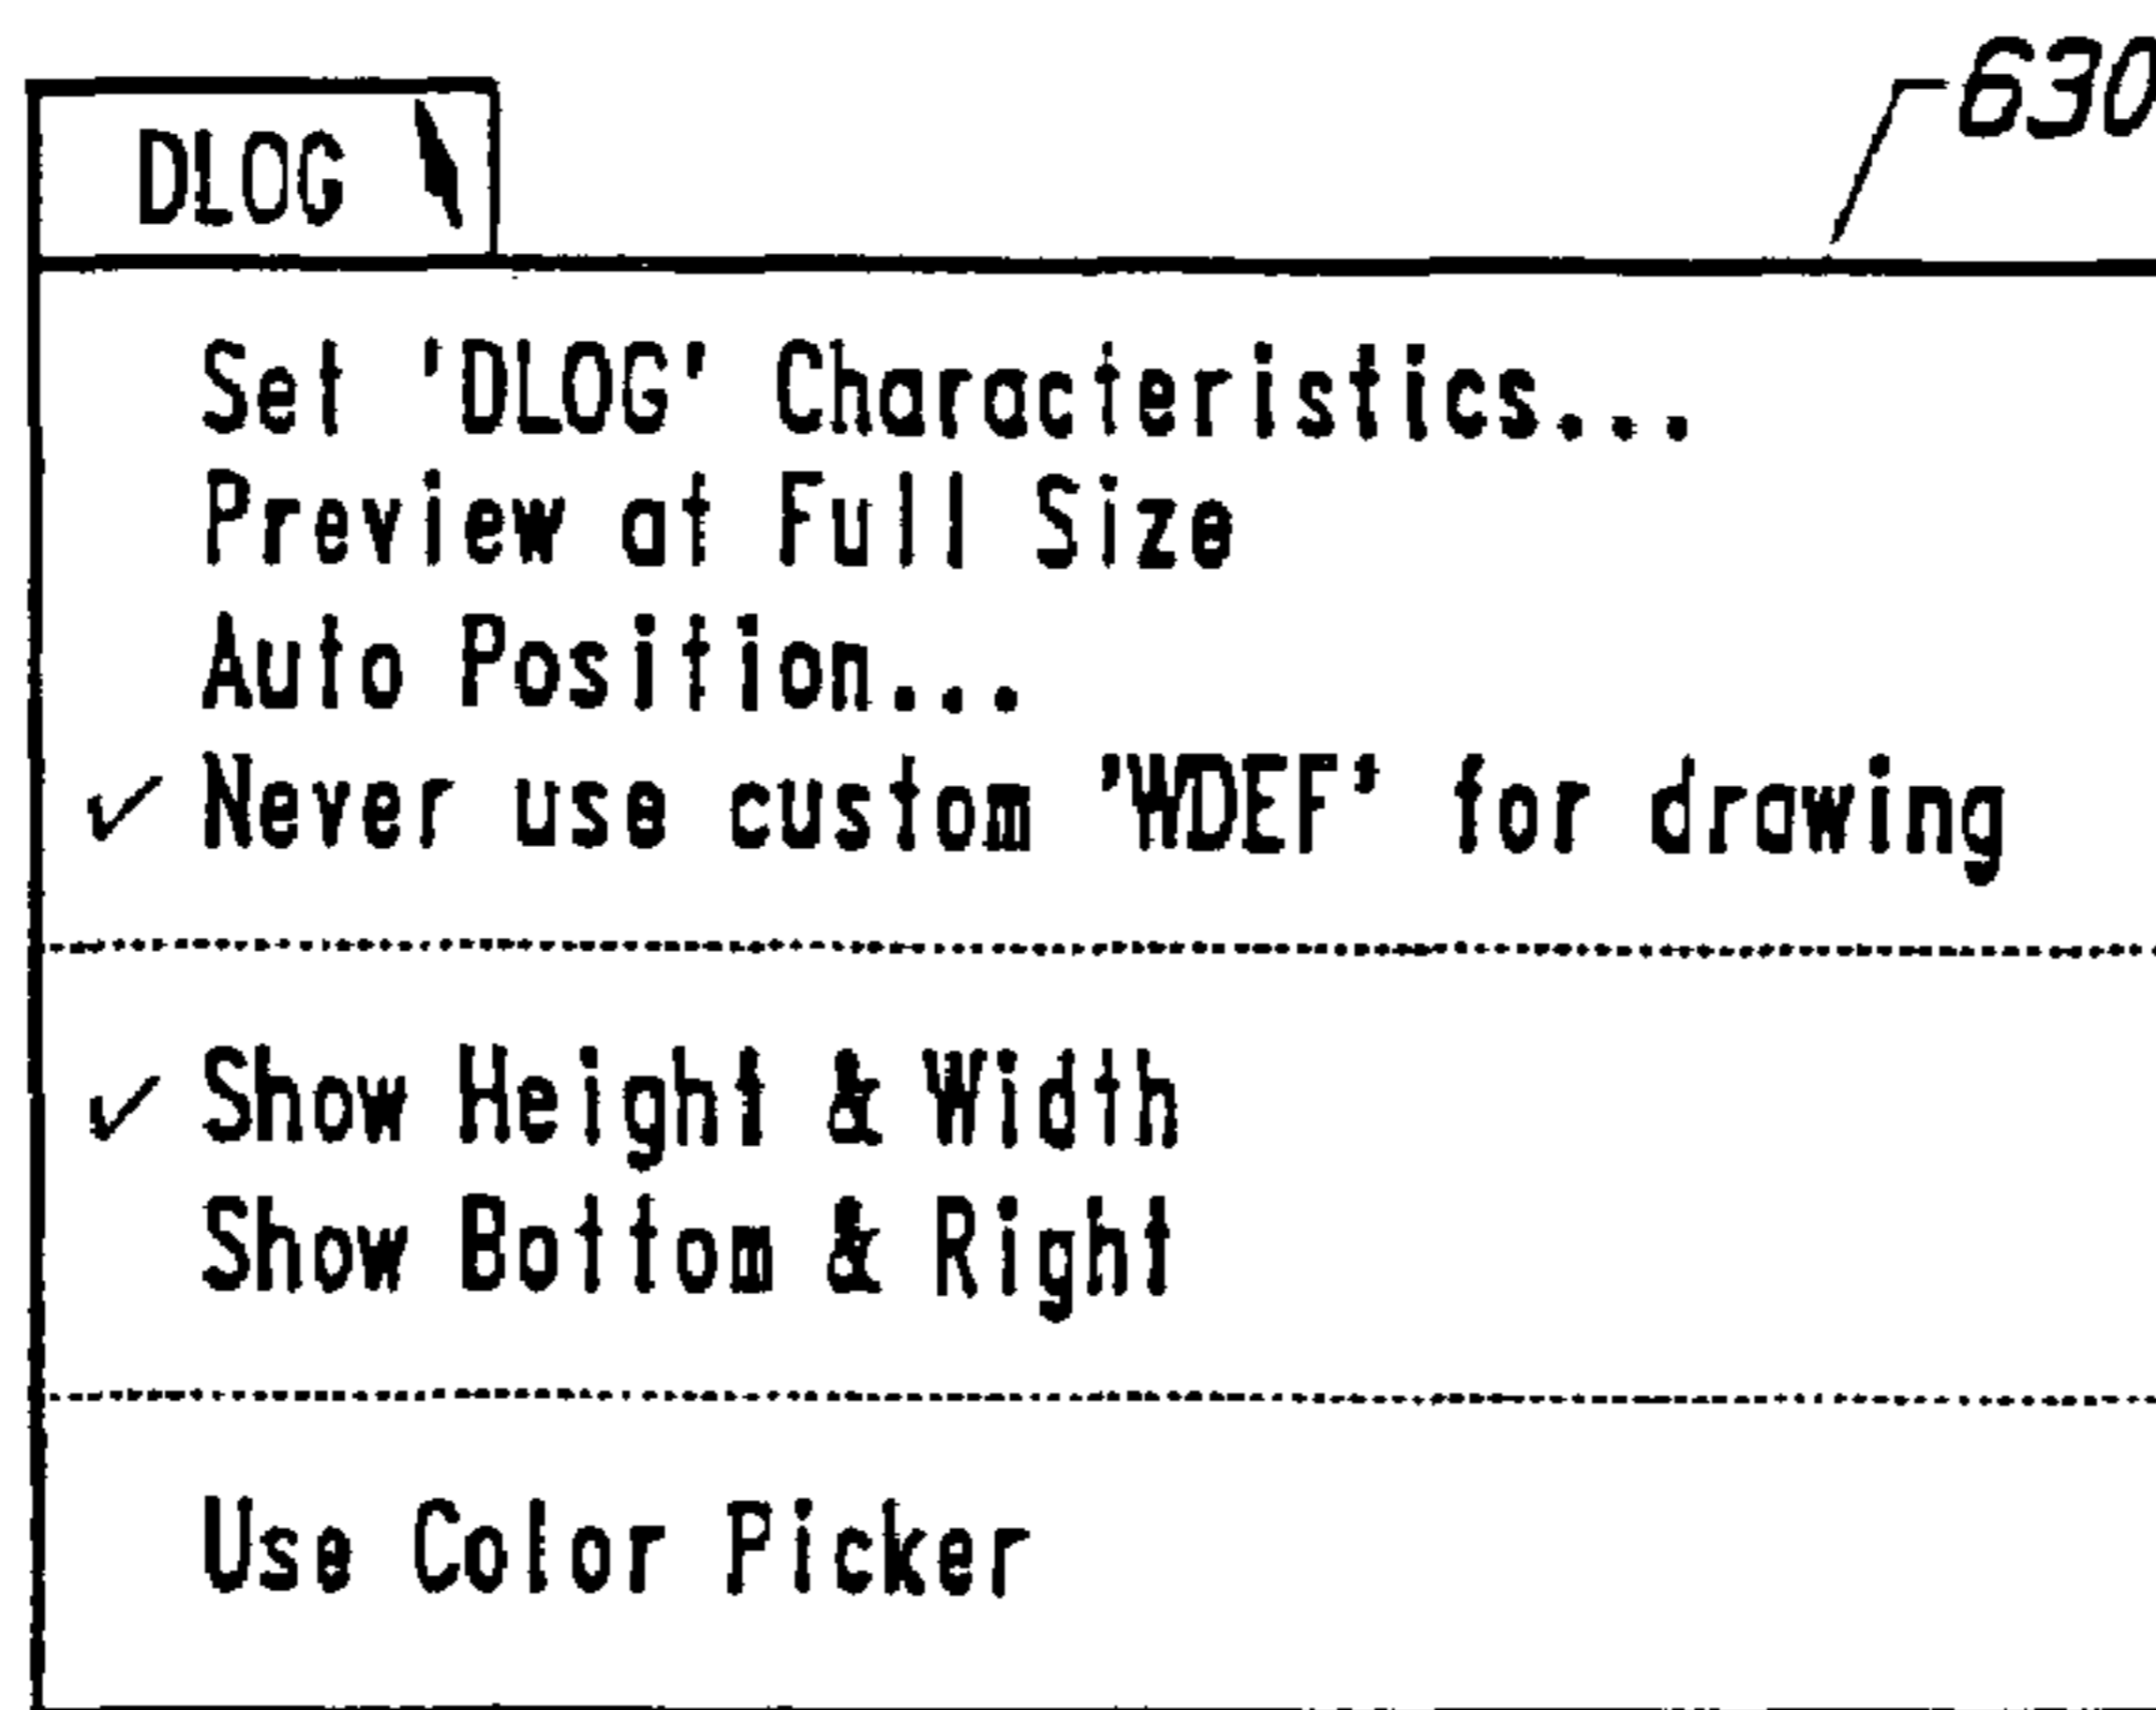 630
DLOG
Set 'DLOG' Characteristics...
Preview at Full Size
Auto Position...
✓ Never use custom 'WDEF' for drawing
✓ Show Height & Width
Show Bottom & Right
Use Color Picker